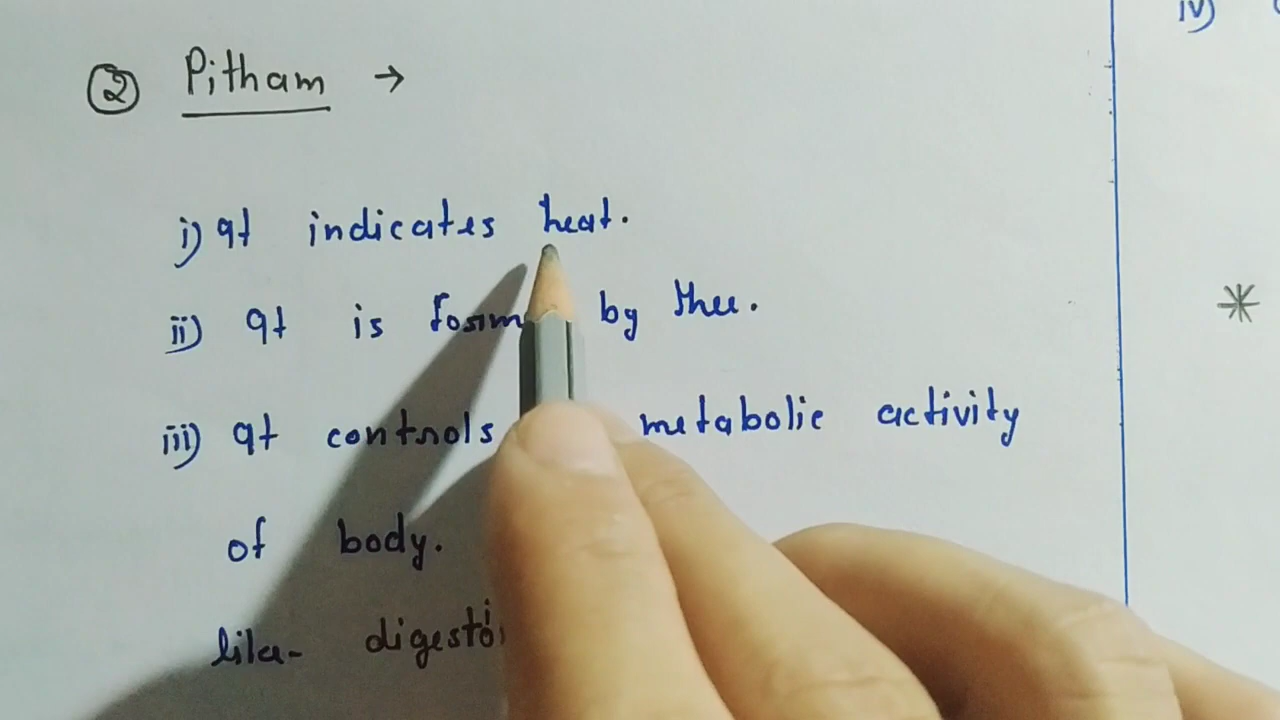 ② Pitham →
i) It indicates heat.
ii) It is form by thee.
iii) It controls metabolic activity
of body.
like-
iv)
*